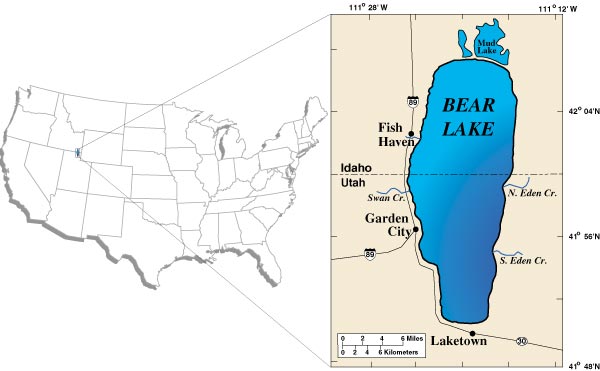 111° 28' W
111° 12' W
Mud
Lake
BEAR
LAKE
42° 04'
89
Fish
Haven
Idaho
Utah
Swan Cr.
N. Eden Cr.
Garden
City
41° 56'
89
S. Eden Cr.
0 2 4 6 Miles
0 2 4 6 Kilometers
Laketown
30
41° 48'